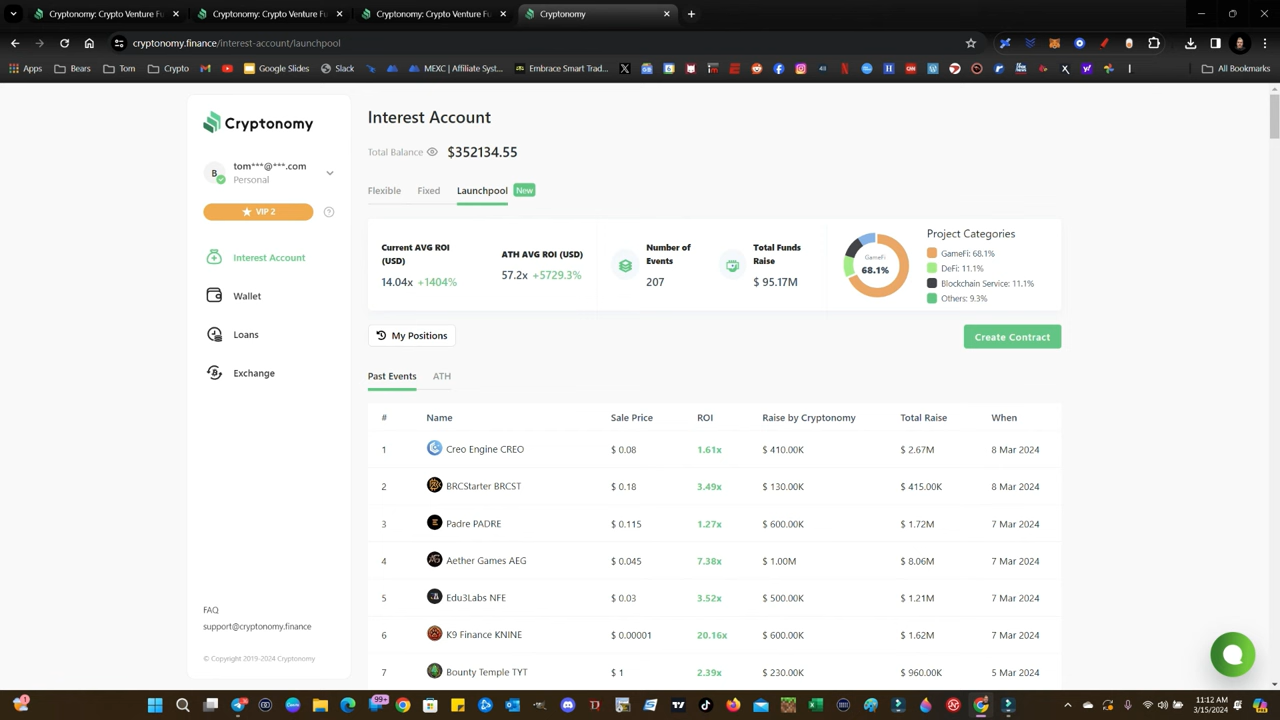 Cryptonomy: Crypto Venture Fu
Cryptonomy: Crypto Venture Fu
Cryptonomy: Crypto Venture Fu
Cryptonomy
cryptonomy.finance/interest-account/launchpool
Apps
Bears
Tom
Crypto
Google Slides
Slack
MEXC | Affiliate Syst...
Embrace Smart Trad...
All Bookmarks
Cryptonomy
B
tom***@***.com
Personal
VIP 2
Interest Account
Wallet
Loans
Exchange
FAQ
support@cryptonomy.finance
© Copyright 2019-2024 Cryptonomy
Interest Account
Total Balance $352134.55
Flexible Fixed Launchpool New
Current AVG ROI
(USD)
14.04x +1404%
ATH AVG ROI (USD)
57.2x +5729.3%
Number of
Events
207
Total Funds
Raise
$ 95.17M
GameFi
68.1%
Project Categories
GameFi: 68.1%
DeFi: 11.1%
Blockchain Service: 11.1%
Others: 9.3%
My Positions
Create Contract
Past Events ATH
# Name Sale Price ROI Raise by Cryptonomy Total Raise When
1 Creo Engine CREO $ 0.08 1.61x $ 410.00K $ 2.67M 8 Mar 2024
2 BRCStarter BRCST $ 0.18 3.49x $ 130.00K $ 415.00K 8 Mar 2024
3 Padre PADRE $ 0.115 1.27x $ 600.00K $ 1.72M 7 Mar 2024
4 Aether Games AEG $ 0.045 7.38x $ 1.00M $ 8.06M 7 Mar 2024
5 Edu3Labs NFE $ 0.03 3.52x $ 500.00K $ 1.21M 7 Mar 2024
6 K9 Finance KNINE $ 0.00001 20.16x $ 600.00K $ 1.62M 7 Mar 2024
7 Bounty Temple TYT $ 1 2.39x $ 230.00K $ 960.00K 5 Mar 2024
99+
11:12 AM
3/15/2024